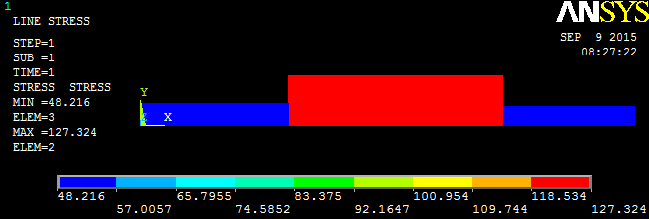 1
LINE STRESS
ANSYS
SEP 9 2015
08:27:22
STEP=1
SUB =1
TIME=1
STRESS STRESS
MIN =48.216
ELEM=3
MAX =127.324
ELEM=2
Y
X
48.216 65.7955 83.375 100.954 118.534
57.0057 74.5852 92.1647 109.744 127.324